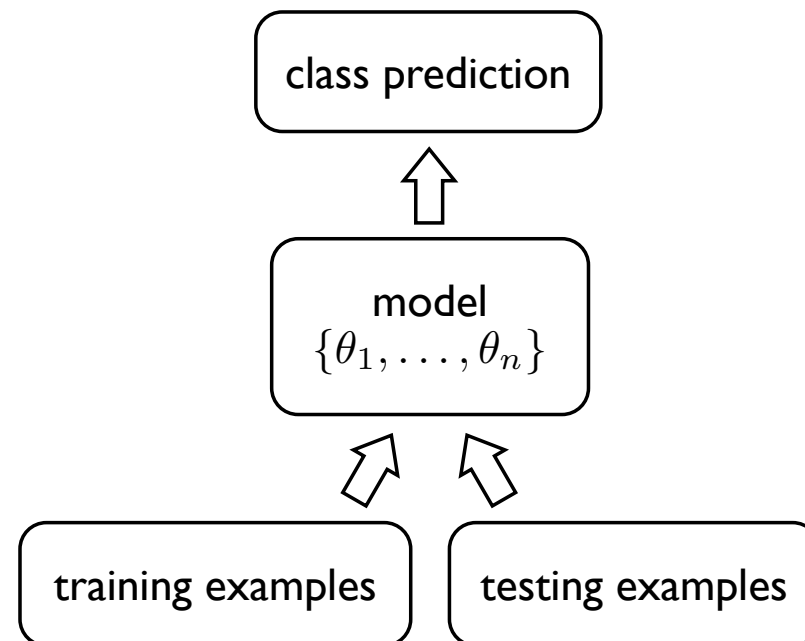 class prediction
model
{θ₁, . . . , θₙ}
training examples
testing examples